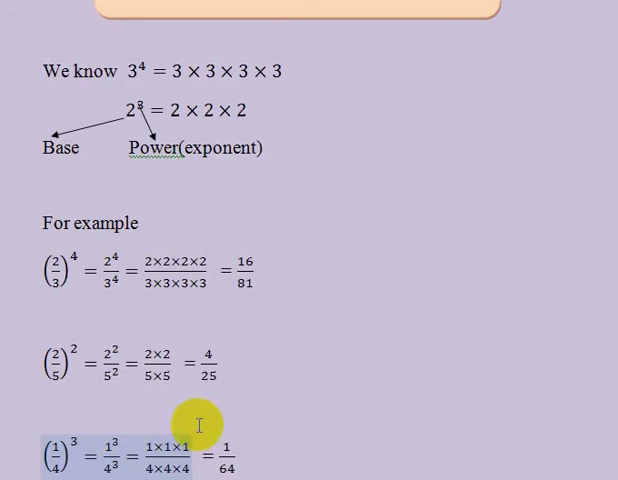 We know 3⁴ = 3 × 3 × 3 × 3
2³ = 2 × 2 × 2
Base Power(exponent)
For example
(2/3)⁴ = 2⁴/3⁴ = 2×2×2×2/3×3×3×3 = 16/81
(2/5)² = 2²/5² = 2×2/5×5 = 4/25
(1/4)³ = 1³/4³ = 1×1×1/4×4×4 = 1/64